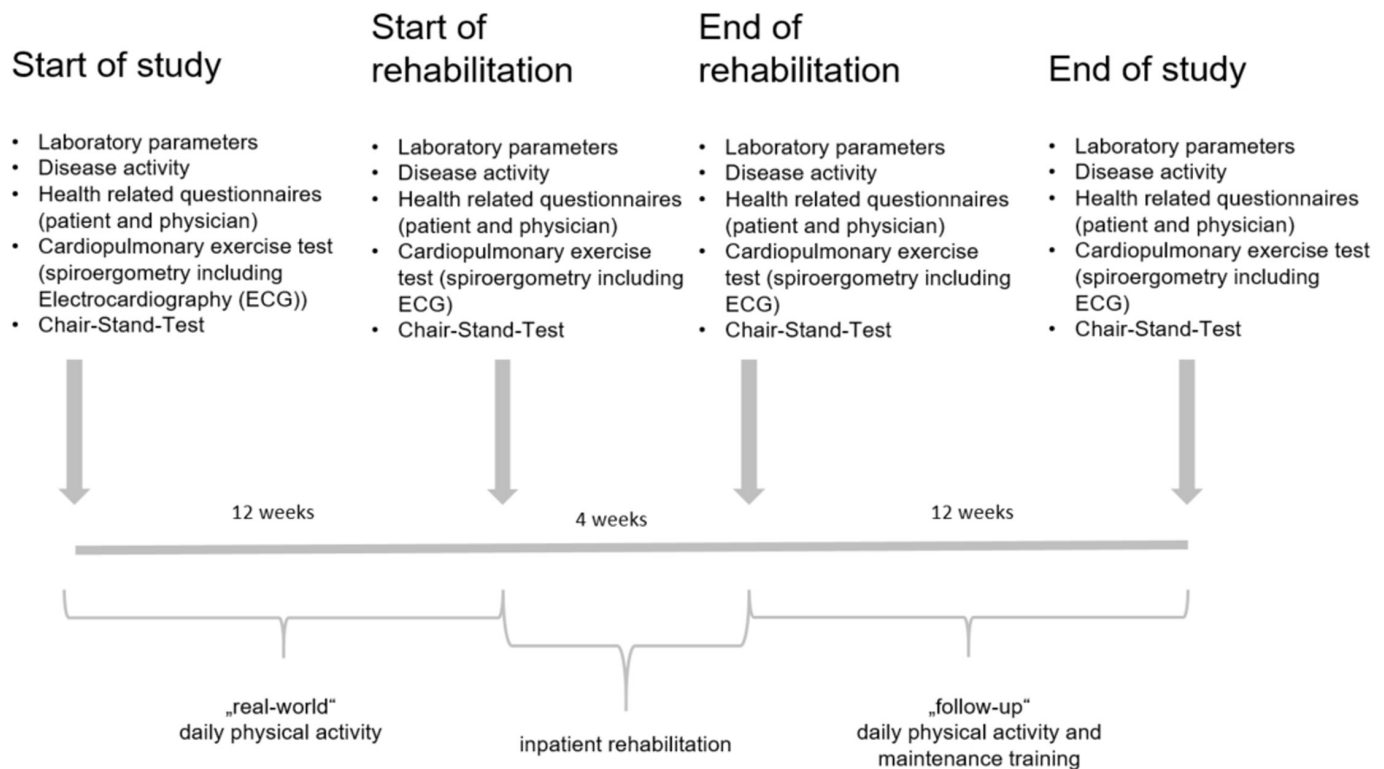 Start of study
• Laboratory parameters
• Disease activity
• Health related questionnaires
(patient and physician)
• Cardiopulmonary exercise test
(spiroergometry including
Electrocardiography (ECG))
• Chair-Stand-Test
Start of
rehabilitation
• Laboratory parameters
• Disease activity
• Health related questionnaires
(patient and physician)
• Cardiopulmonary exercise
test (spiroergometry including
ECG)
• Chair-Stand-Test
End of
rehabilitation
• Laboratory parameters
• Disease activity
• Health related questionnaires
(patient and physician)
• Cardiopulmonary exercise
test (spiroergometry including
ECG)
• Chair-Stand-Test
End of study
• Laboratory parameters
• Disease activity
• Health related questionnaires
(patient and physician)
• Cardiopulmonary exercise test
(spiroergometry including
ECG)
• Chair-Stand-Test
12 weeks
4 weeks
12 weeks
„real-world“
daily physical activity
inpatient rehabilitation
„follow-up“
daily physical activity and
maintenance training